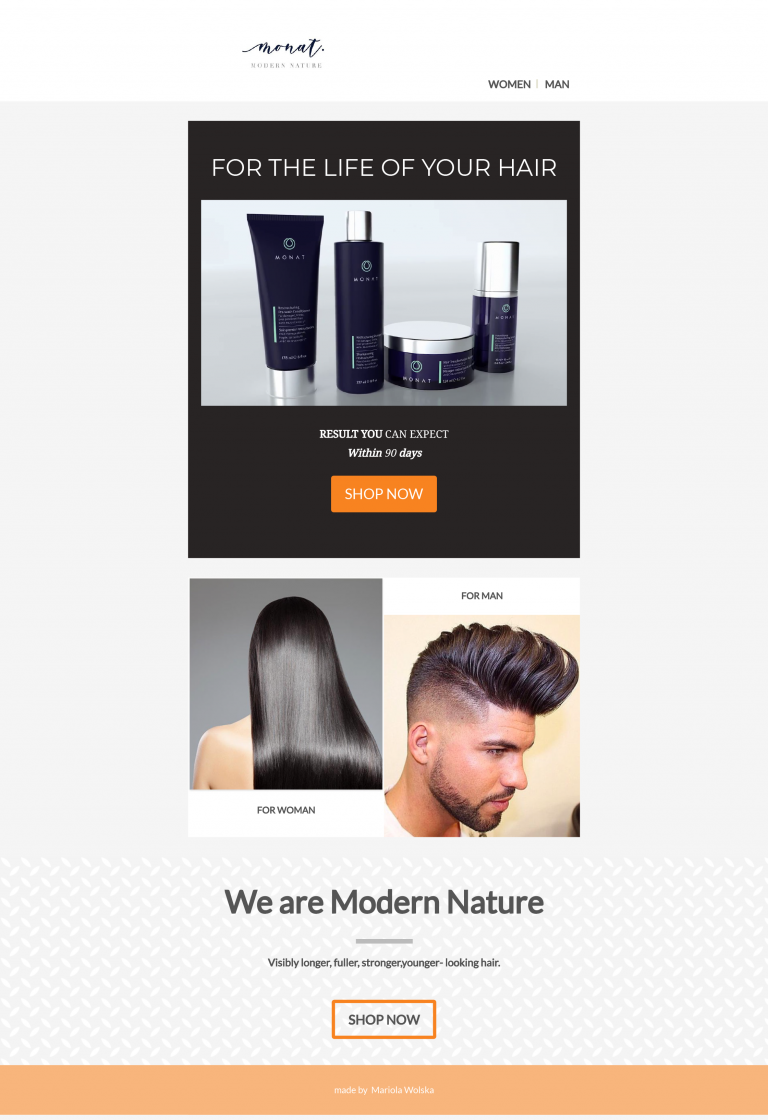 monat.
MODERN NATURE
WOMEN | MAN
FOR THE LIFE OF YOUR HAIR
MONAT
MONAT
MONAT
MONAT
RESULT YOU CAN EXPECT
Within 90 days
SHOP NOW
FOR MAN
FOR WOMAN
We are Modern Nature
Visibly longer, fuller, stronger,younger- looking hair.
SHOP NOW
made by Mariola Wolska